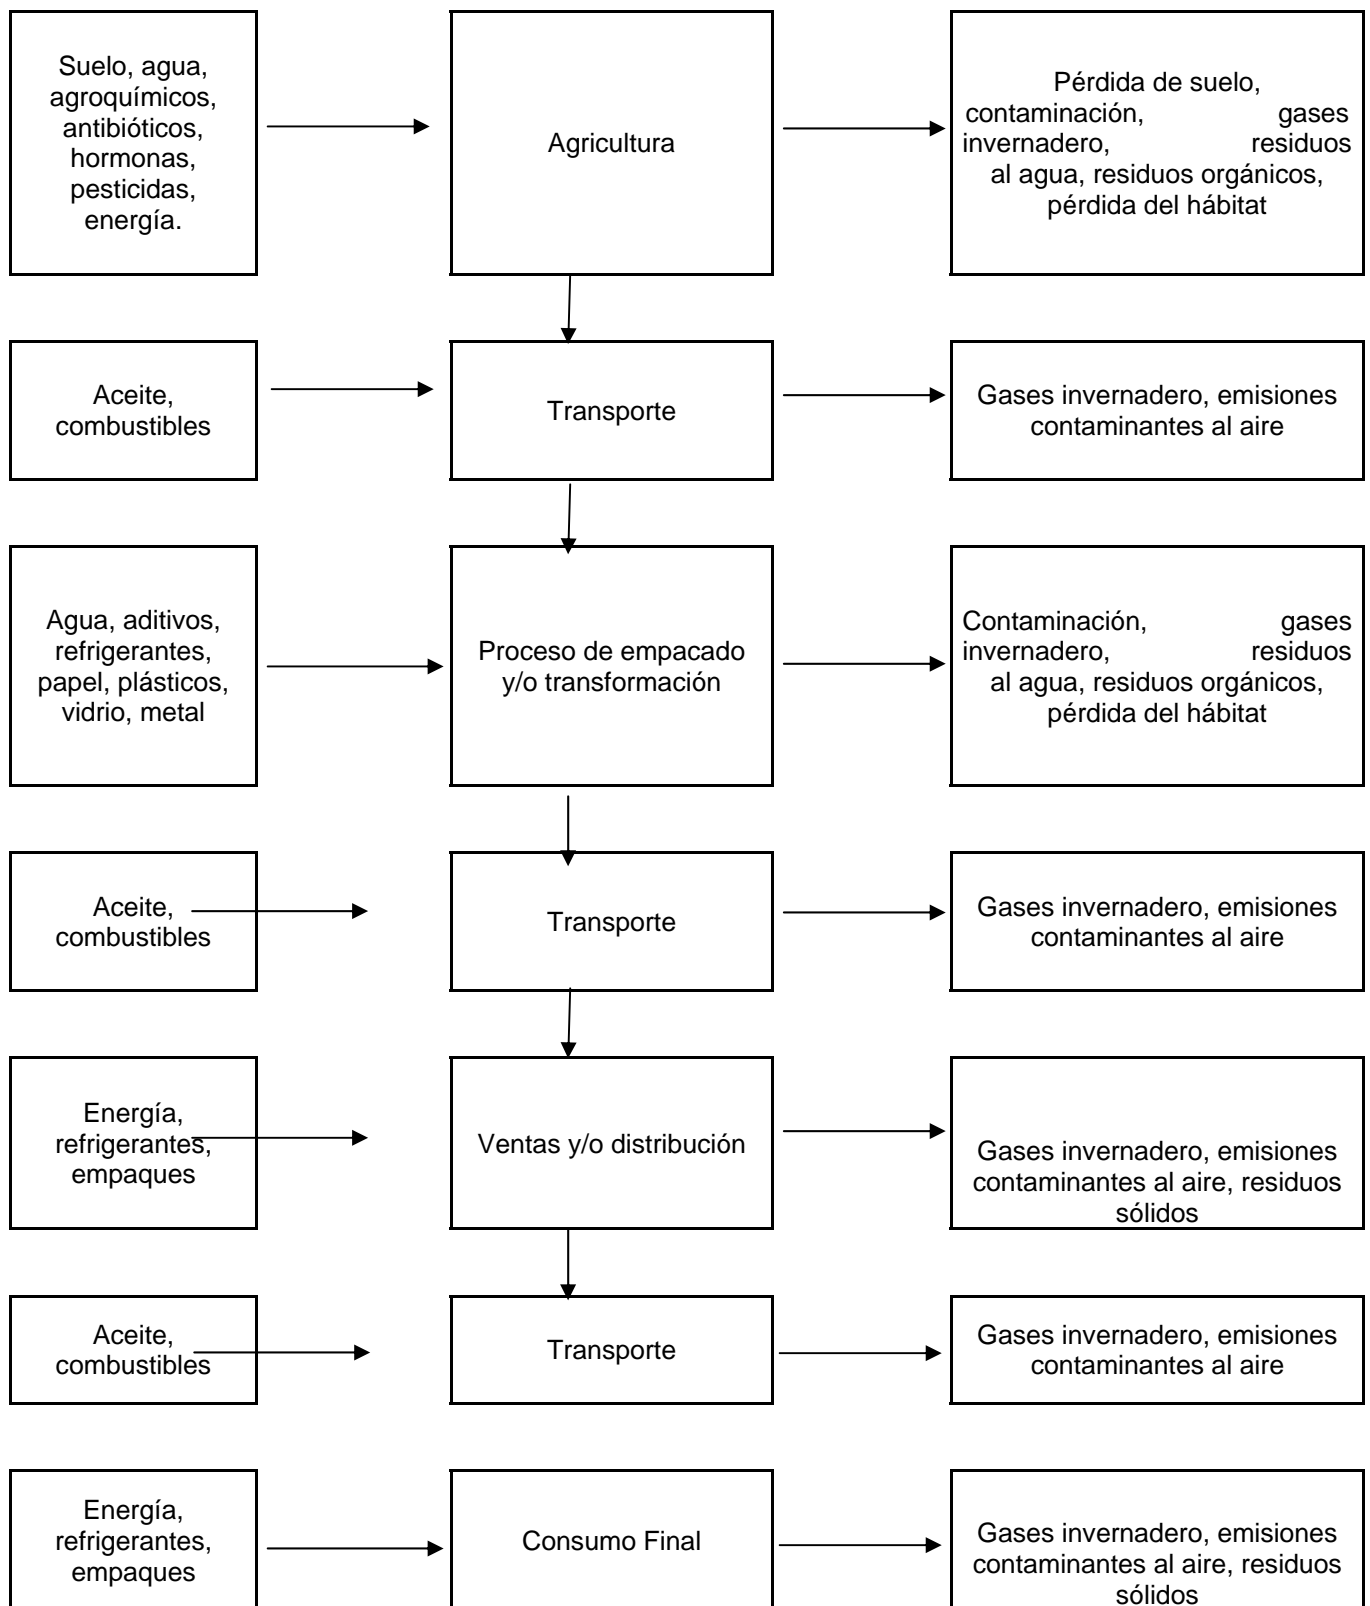 Suelo, agua,
agroquímicos,
antibióticos,
hormonas,
pesticidas,
energía.
Agricultura
Pérdida de suelo,
contaminación, gases
invernadero, residuos
al agua, residuos orgánicos,
pérdida del hábitat
Aceite,
combustibles
Transporte
Gases invernadero, emisiones
contaminantes al aire
Agua, aditivos,
refrigerantes,
papel, plásticos,
vidrio, metal
Proceso de empacado
y/o transformación
Contaminación, gases
invernadero, residuos
al agua, residuos orgánicos,
pérdida del hábitat
Aceite,
combustibles
Transporte
Gases invernadero, emisiones
contaminantes al aire
Energía,
refrigerantes,
empaques
Ventas y/o distribución
Gases invernadero, emisiones
contaminantes al aire, residuos
sólidos
Aceite,
combustibles
Transporte
Gases invernadero, emisiones
contaminantes al aire
Energía,
refrigerantes,
empaques
Consumo Final
Gases invernadero, emisiones
contaminantes al aire, residuos
sólidos